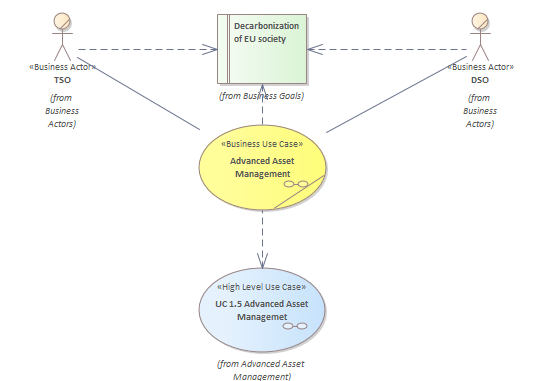 Decarbonization
of EU society
«Business Actor»
TSO
(from
Business
Actors)
(from Business Goals)
«Business Actor»
DSO
(from
Business
Actors)
«Business Use Case»
Advanced Asset
Management
«High Level Use Case»
UC 1.5 Advanced Asset
Managemet
(from Advanced Asset
Management)